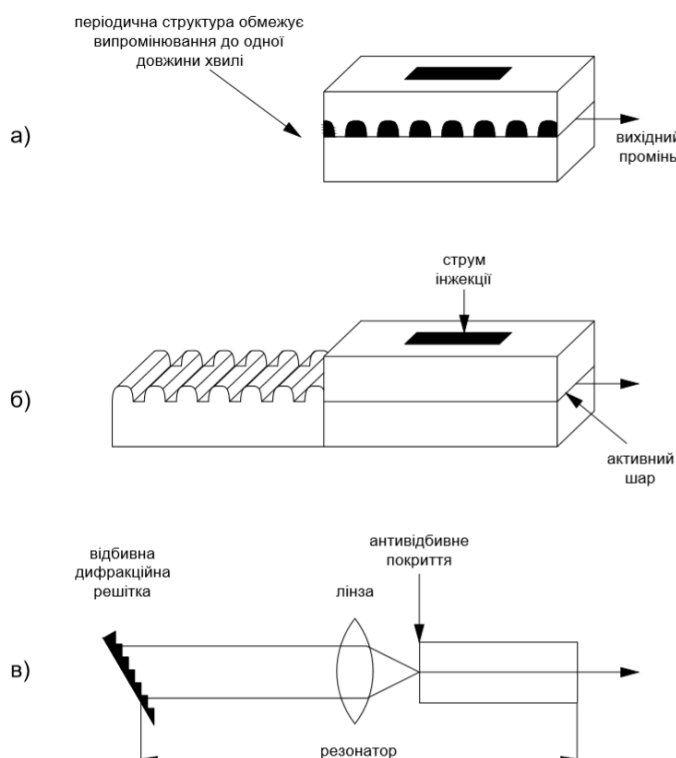 періодична структура обмежує
випромінювання до одної
довжини хвилі
а)
вихідний
промінь
струм
інжекції
б)
активний
шар
відбивна
дифракційна
решітка
лінза
антивідбивне
покриття
в)
резонатор